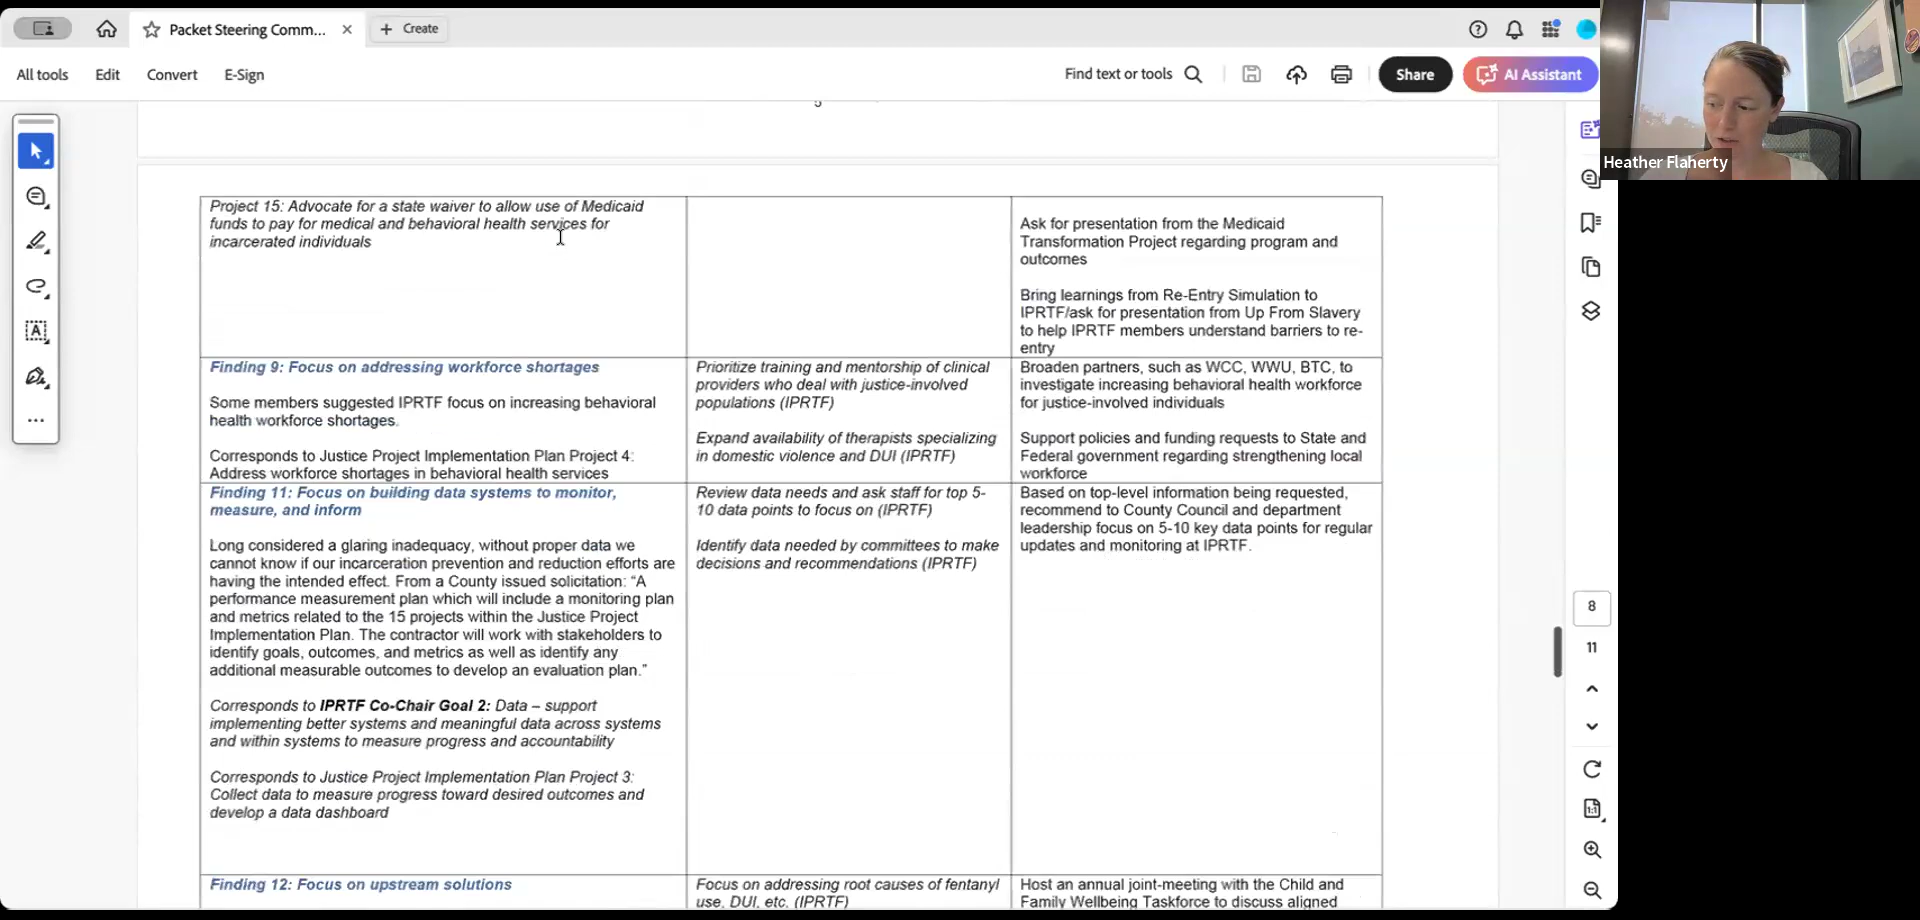 Packet Steering Comm...
Create
All tools
Edit
Convert
E-Sign
Find text or tools
Share
AI Assistant
Heather Flaherty
5
Project 15: Advocate for a state waiver to allow use of Medicaid
funds to pay for medical and behavioral health services for
incarcerated individuals
Ask for presentation from the Medicaid
Transformation Project regarding program and
outcomes
Bring learnings from Re-Entry Simulation to
IPRTF/ask for presentation from Up From Slavery
to help IPRTF members understand barriers to re-
entry
Finding 9: Focus on addressing workforce shortages
Some members suggested IPRTF focus on increasing behavioral
health workforce shortages.
Corresponds to Justice Project Implementation Plan Project 4:
Address workforce shortages in behavioral health services
Prioritize training and mentorship of clinical
providers who deal with justice-involved
populations (IPRTF)
Expand availability of therapists specializing
in domestic violence and DUI (IPRTF)
Broaden partners, such as WCC, WWU, BTC, to
investigate increasing behavioral health workforce
for justice-involved individuals
Support policies and funding requests to State and
Federal government regarding strengthening local
workforce
Finding 11: Focus on building data systems to monitor,
measure, and inform
Long considered a glaring inadequacy, without proper data we
cannot know if our incarceration prevention and reduction efforts are
having the intended effect. From a County issued solicitation: “A
performance measurement plan which will include a monitoring plan
and metrics related to the 15 projects within the Justice Project
Implementation Plan. The contractor will work with stakeholders to
identify goals, outcomes, and metrics as well as identify any
additional measurable outcomes to develop an evaluation plan.”
Corresponds to IPRTF Co-Chair Goal 2: Data – support
implementing better systems and meaningful data across systems
and within systems to measure progress and accountability
Corresponds to Justice Project Implementation Plan Project 3:
Collect data to measure progress toward desired outcomes and
develop a data dashboard
Review data needs and ask staff for top 5-
10 data points to focus on (IPRTF)
Identify data needed by committees to make
decisions and recommendations (IPRTF)
Based on top-level information being requested,
recommend to County Council and department
leadership focus on 5-10 key data points for regular
updates and monitoring at IPRTF.
Finding 12: Focus on upstream solutions
Focus on addressing root causes of fentanyl
use, DUI, etc. (IPRTF)
Host an annual joint-meeting with the Child and
Family Wellbeing Taskforce to discuss aligned
8
11